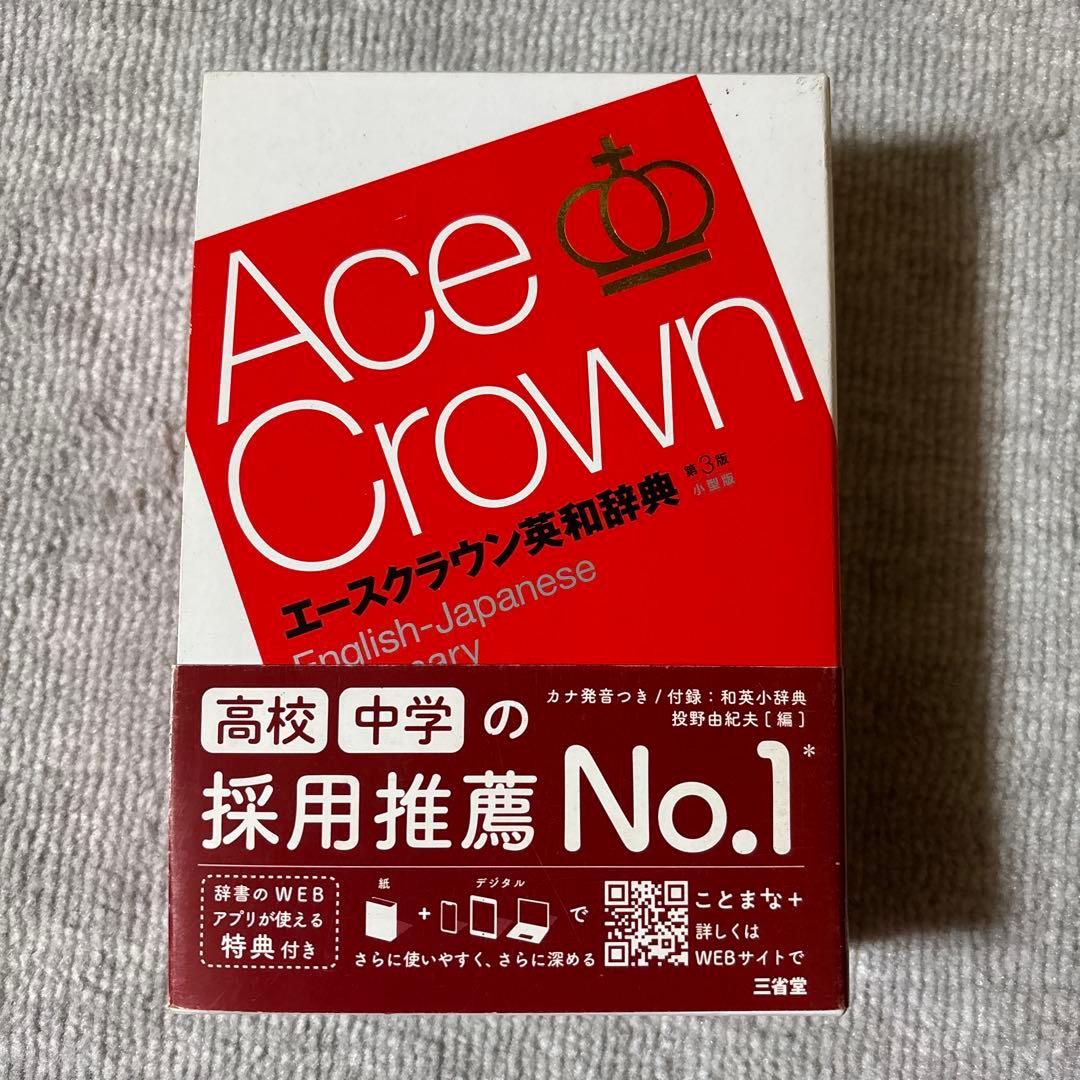 Ace
Crown
エースクラウン英和辞典 第3版
小型版
English-Japanese
高校 中学 の
カナ発音つき/付録:和英小辞典
投野由紀夫[編]
採用推薦 No.1*
辞書のWEB
アプリが使える
特典付き
紙 デジタル
+ で
さらに使いやすく、さらに深める
ことまな+
詳しくは
WEBサイトで
三省堂